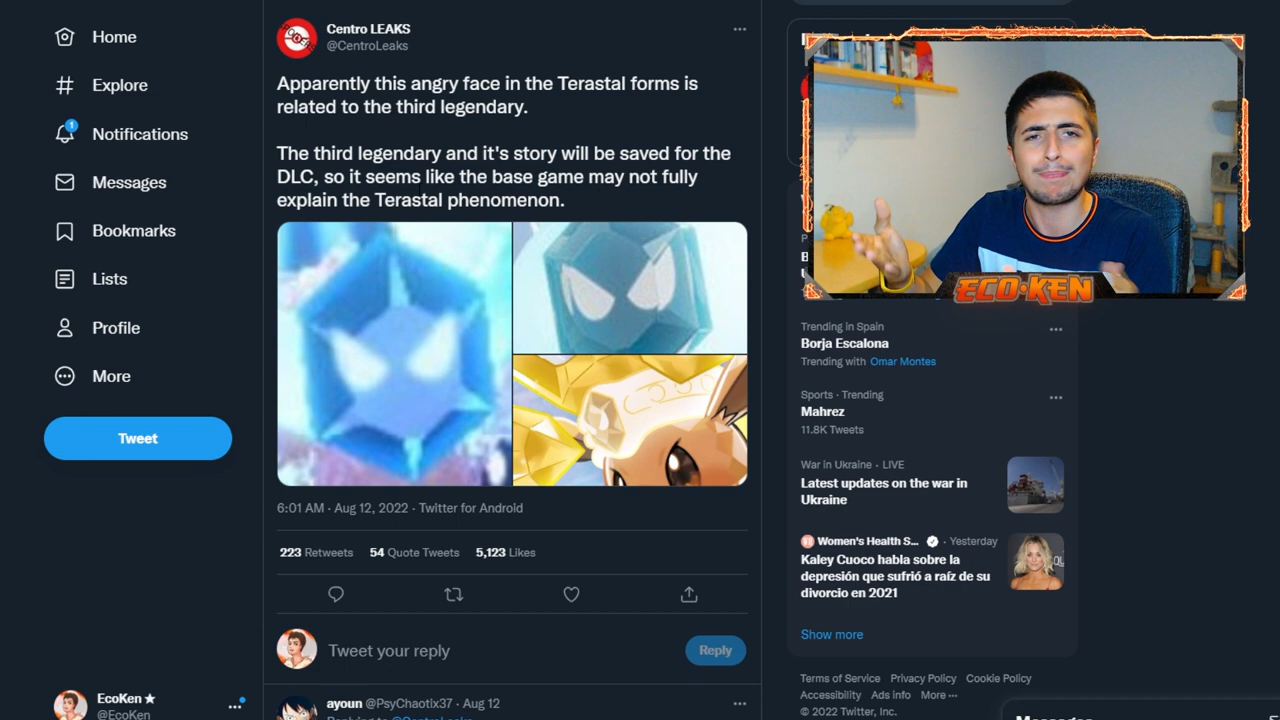 Home
Explore
1
Notifications
Messages
Bookmarks
Lists
Profile
More
Tweet
EcoKen ★
@EcoKen
Centro LEAKS
@CentroLeaks
Apparently this angry face in the Terastal forms is
related to the third legendary.
The third legendary and it's story will be saved for the
DLC, so it seems like the base game may not fully
explain the Terastal phenomenon.
6:01 AM · Aug 12, 2022 · Twitter for Android
223 Retweets 54 Quote Tweets 5,123 Likes
Tweet your reply
Reply
ayoun @PsyChaotIx37 · Aug 12
Replying to @CentroLeaks
ECO·KEN
Trending in Spain
Borja Escalona
Trending with Omar Montes
Sports · Trending
Mahrez
11.8K Tweets
War in Ukraine · LIVE
Latest updates on the war in
Ukraine
Women's Health S... · Yesterday
Kaley Cuoco habla sobre la
depresión que sufrió a raíz de su
divorcio en 2021
Show more
Terms of Service Privacy Policy Cookie Policy
Accessibility Ads info More ···
© 2022 Twitter, Inc.
Messages